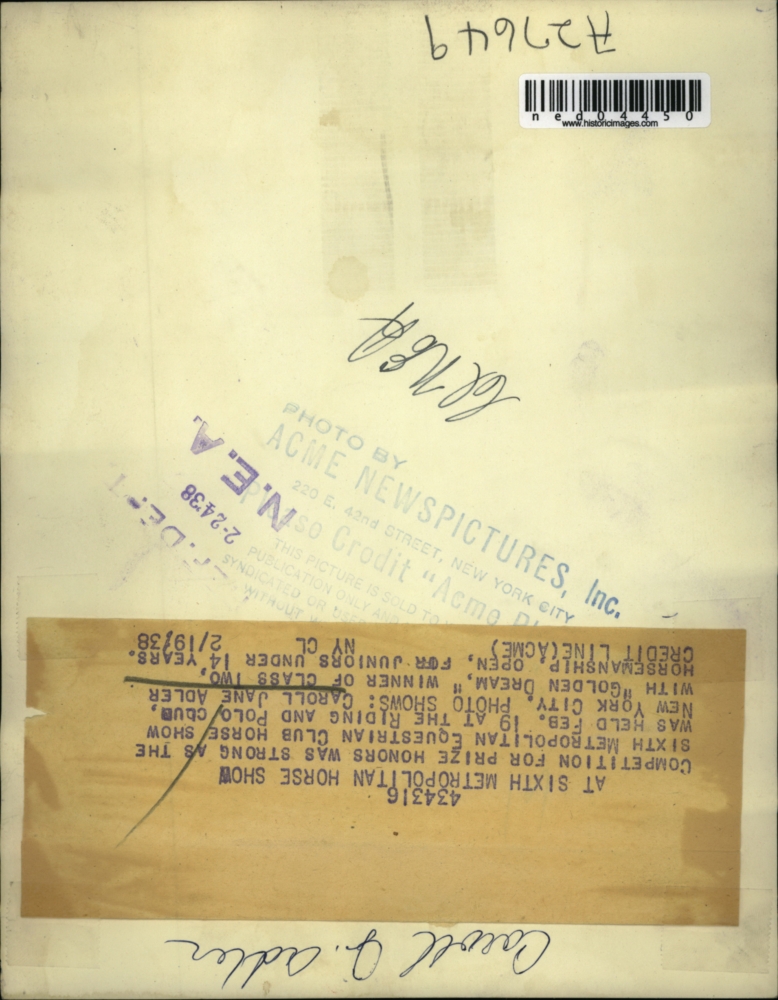 A27649
ned04450
www.historicimages.com
PHOTO BY
ACME NEWSPICTURES, Inc.
220 E. 42nd STREET, NEW YORK CITY
THIS PICTURE IS SOLD TO
PUBLICATION ONLY AND
SYNDICATED OR USED
WITHOUT
N.E.A.
2-24-38
434316
AT SIXTH METROPOLITAN HORSE SHOW
COMPETITION FOR PRIZE HONORS WAS STRONG AS THE
SIXTH METROPOLITAN EQUESTRIAN CLUB HORSE SHOW
WAS HELD FEB. 19 AT THE RIDING AND POLO CLUB,
NEW YORK CITY. PHOTO SHOWS: CAROLL JANE ADLER
WITH "GOLDEN DREAM," WINNER OF CLASS TWO,
HORSEMANSHIP, OPEN, FOR JUNIORS UNDER 14 YEARS.
CREDIT LINE(ACME) NY CL 2/19/38
Caroll J. Adler